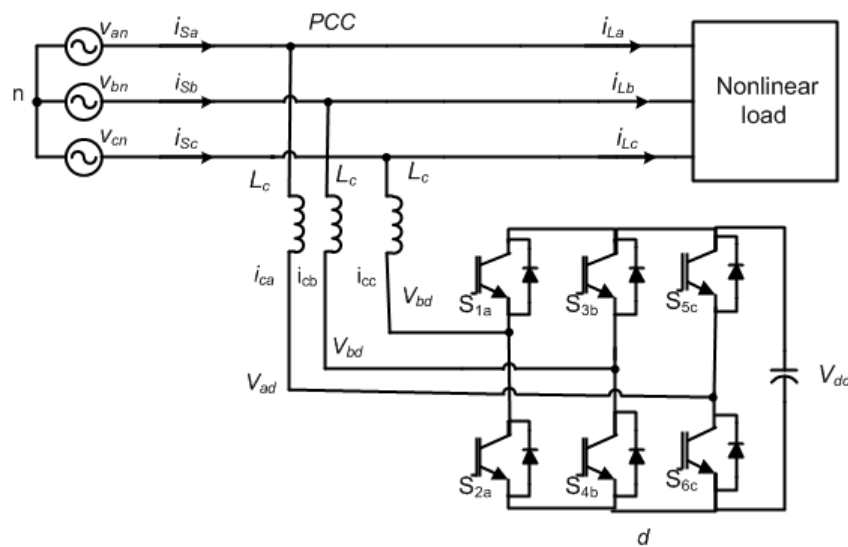 v_an i_Sa PCC i_La
n v_bn i_Sb i_Lb Nonlinear load
v_cn i_Sc i_Lc
L_c L_c L_c
i_ca i_cb i_cc
V_bd S_1a S_3b S_5c
V_bd
V_ad V_dc
S_2a S_4b S_6c
d